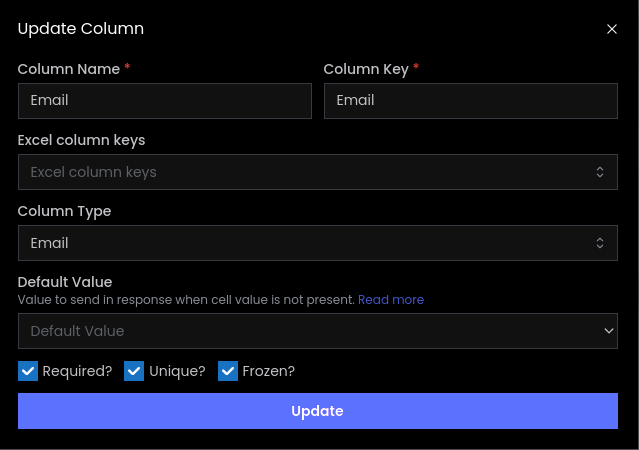 Update Column
Column Name * Column Key *
Email Email
Excel column keys
Excel column keys
Column Type
Email
Default Value
Value to send in response when cell value is not present. Read more
Default Value
Required? Unique? Frozen?
Update